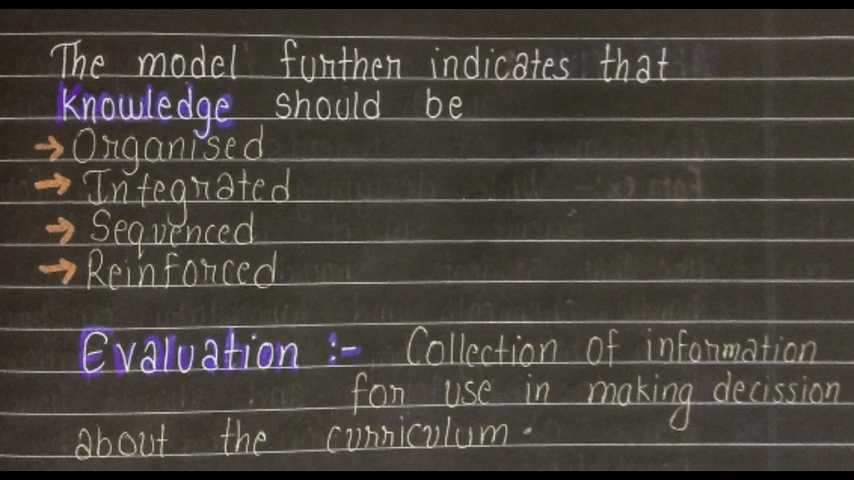 The model further indicates that
Knowledge should be
→ Organised
→ Integrated
→ Sequenced
→ Reinforced
Evaluation :- Collection of information
for use in making decission
about the curriculum.